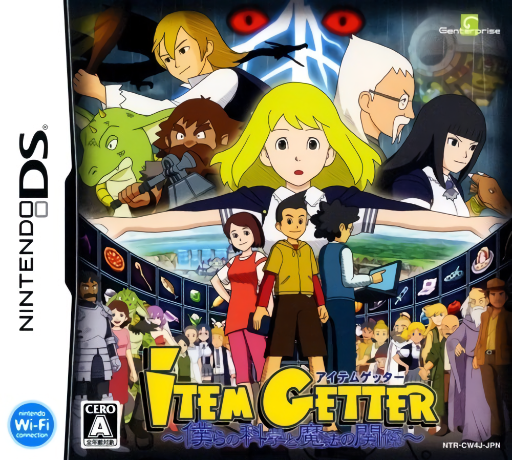 Genterprise
NINTENDO DS
アイテムゲッター
ITEM GETTER
～僕らの科学と魔法の関係～
CERO
A
全年齢対象
nintendo
Wi-Fi
connection
NTR-CW4J-JPN